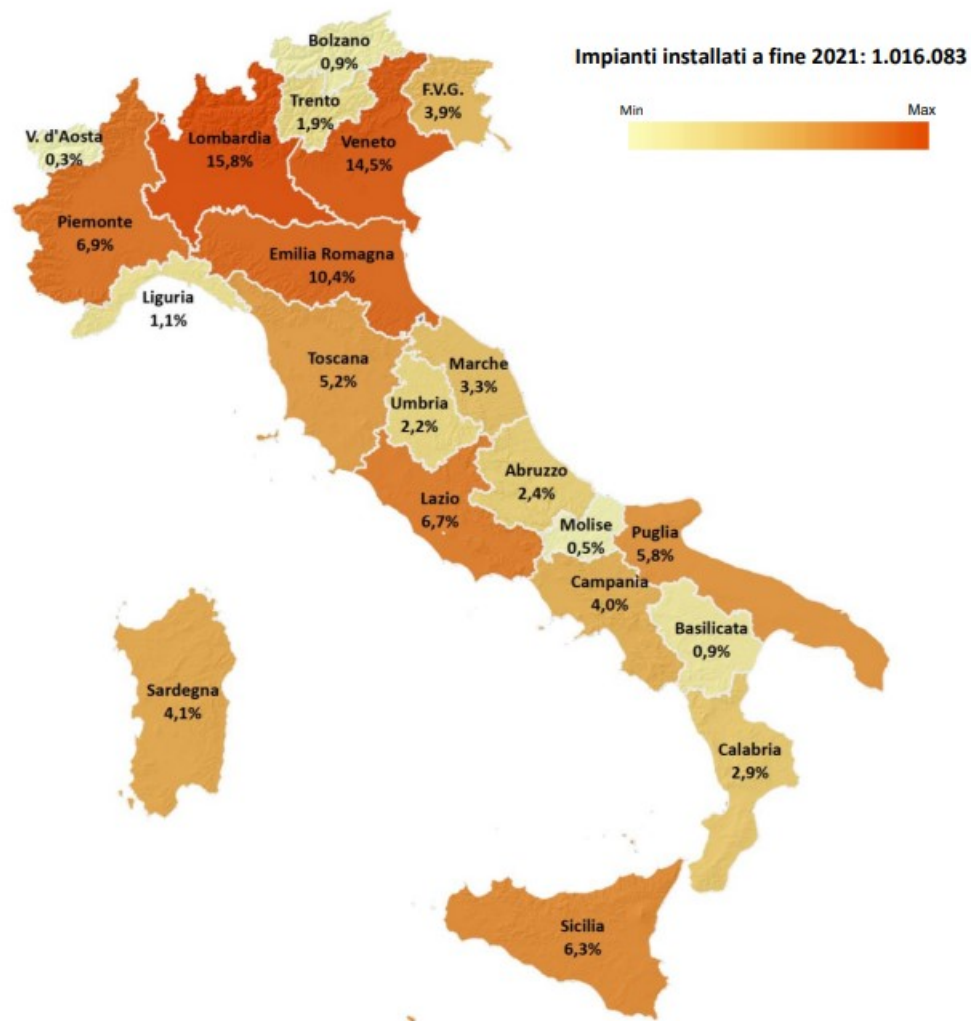 Impianti installati a fine 2021: 1.016.083
Min
Max
Bolzano
0,9%
Trento
1,9%
F.V.G.
3,9%
V. d'Aosta
0,3%
Lombardia
15,8%
Veneto
14,5%
Piemonte
6,9%
Emilia Romagna
10,4%
Liguria
1,1%
Toscana
5,2%
Marche
3,3%
Umbria
2,2%
Abruzzo
2,4%
Lazio
6,7%
Molise
0,5%
Puglia
5,8%
Campania
4,0%
Basilicata
0,9%
Sardegna
4,1%
Calabria
2,9%
Sicilia
6,3%